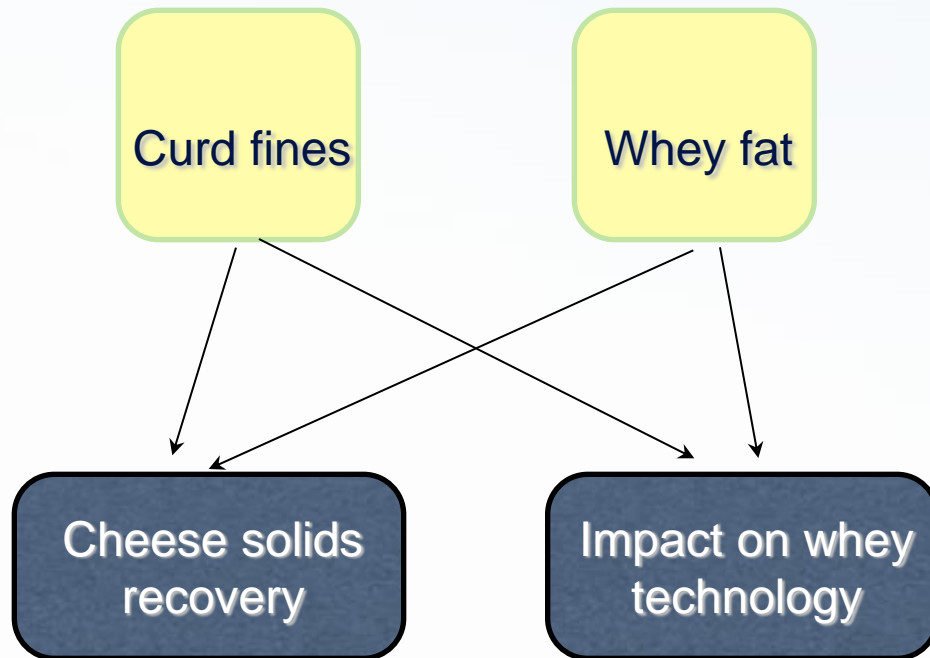 Curd fines
Whey fat
Cheese solids
recovery
Impact on whey
technology